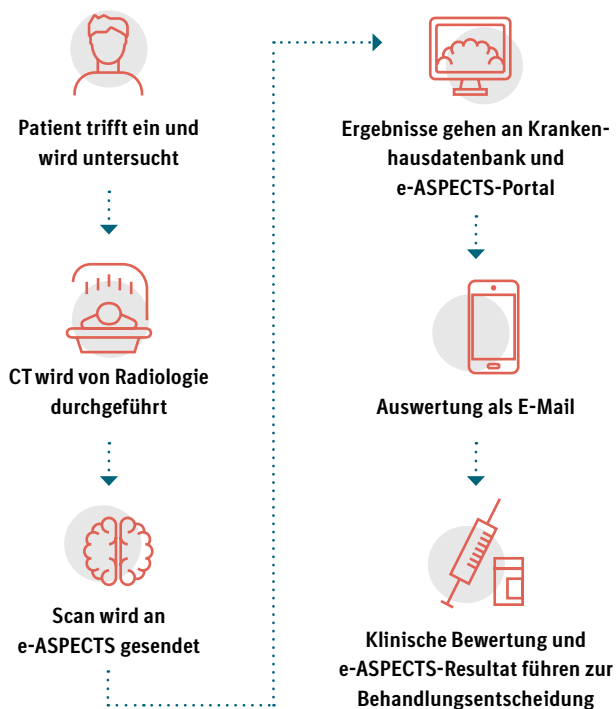 Patient trifft ein und
wird untersucht
CT wird von Radiologie
durchgeführt
Scan wird an
e-ASPECTS gesendet
Ergebnisse gehen an Kranken-
hausdatenbank und
e-ASPECTS-Portal
Auswertung als E-Mail
Klinische Bewertung und
e-ASPECTS-Resultat führen zur
Behandlungsentscheidung